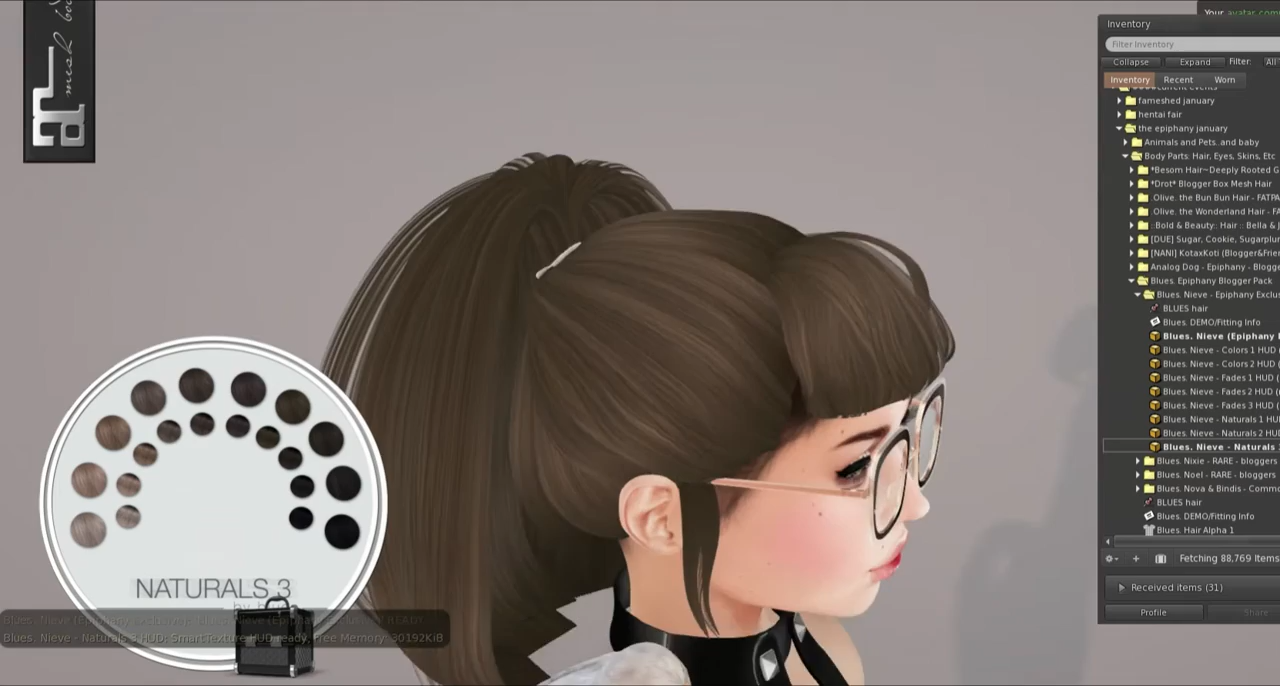 mesh
Your avatar
Inventory
Filter Inventory
Collapse Expand Filter: All
Inventory Recent Worn
current events
fameshed january
hentai fair
the epiphany january
Animals and Pets..and baby
Body Parts: Hair, Eyes, Skins, Etc
*Besom Hair~Deeply Rooted G
*Drot* Blogger Box Mesh Hair
.Olive. the Bun Bun Hair - FATPA
.Olive. the Wonderland Hair - FA
::Bold & Beauty:: Hair :: Bella & J
[DUE] Sugar, Cookie, Sugarplu
[NANI] KotaxKoti (Blogger&Frie
Analog Dog - Epiphany - Blogge
Blues. Epiphany Blogger Pack
Blues. Nieve - Epiphany Exclu
BLUES hair
Blues. DEMO/Fitting Info
Blues. Nieve (Epiphany
Blues. Nieve - Colors 1 HUD
Blues. Nieve - Colors 2 HUD
Blues. Nieve - Fades 1 HUD (
Blues. Nieve - Fades 2 HUD (
Blues. Nieve - Fades 3 HUD (
Blues. Nieve - Naturals 1 HU
Blues. Nieve - Naturals 2 HUD
Blues. Nieve - Naturals
Blues. Nixie - RARE - bloggers
Blues. Noel - RARE - bloggers
Blues. Nova & Bindis - Commo
BLUES hair
Blues. DEMO/Fitting Info
Blues. Hair Alpha 1
Fetching 88,769 Items
Received items (31)
Profile Share
NATURALS 3
Blues. Nieve - Naturals 3 HUD: SmartTexture HUD ready, Free Memory: 30192KiB